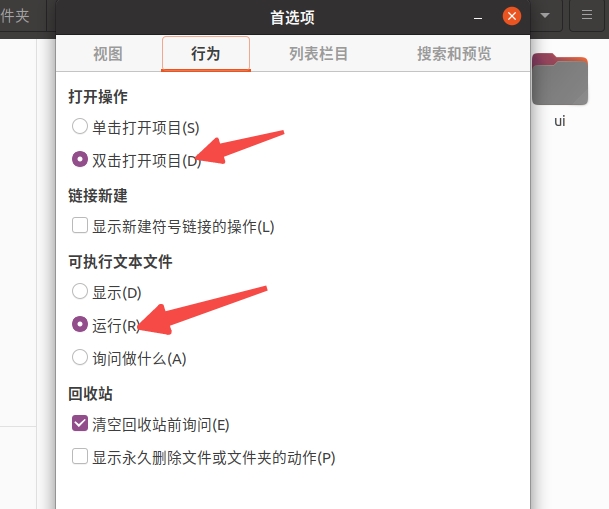 件夹
首选项
视图
行为
列表栏目
搜索和预览
打开操作
单击打开项目(S)
双击打开项目(D)
链接新建
显示新建符号链接的操作(L)
可执行文本文件
显示(D)
运行(R)
询问做什么(A)
回收站
清空回收站前询问(E)
显示永久删除文件或文件夹的动作(P)
ui